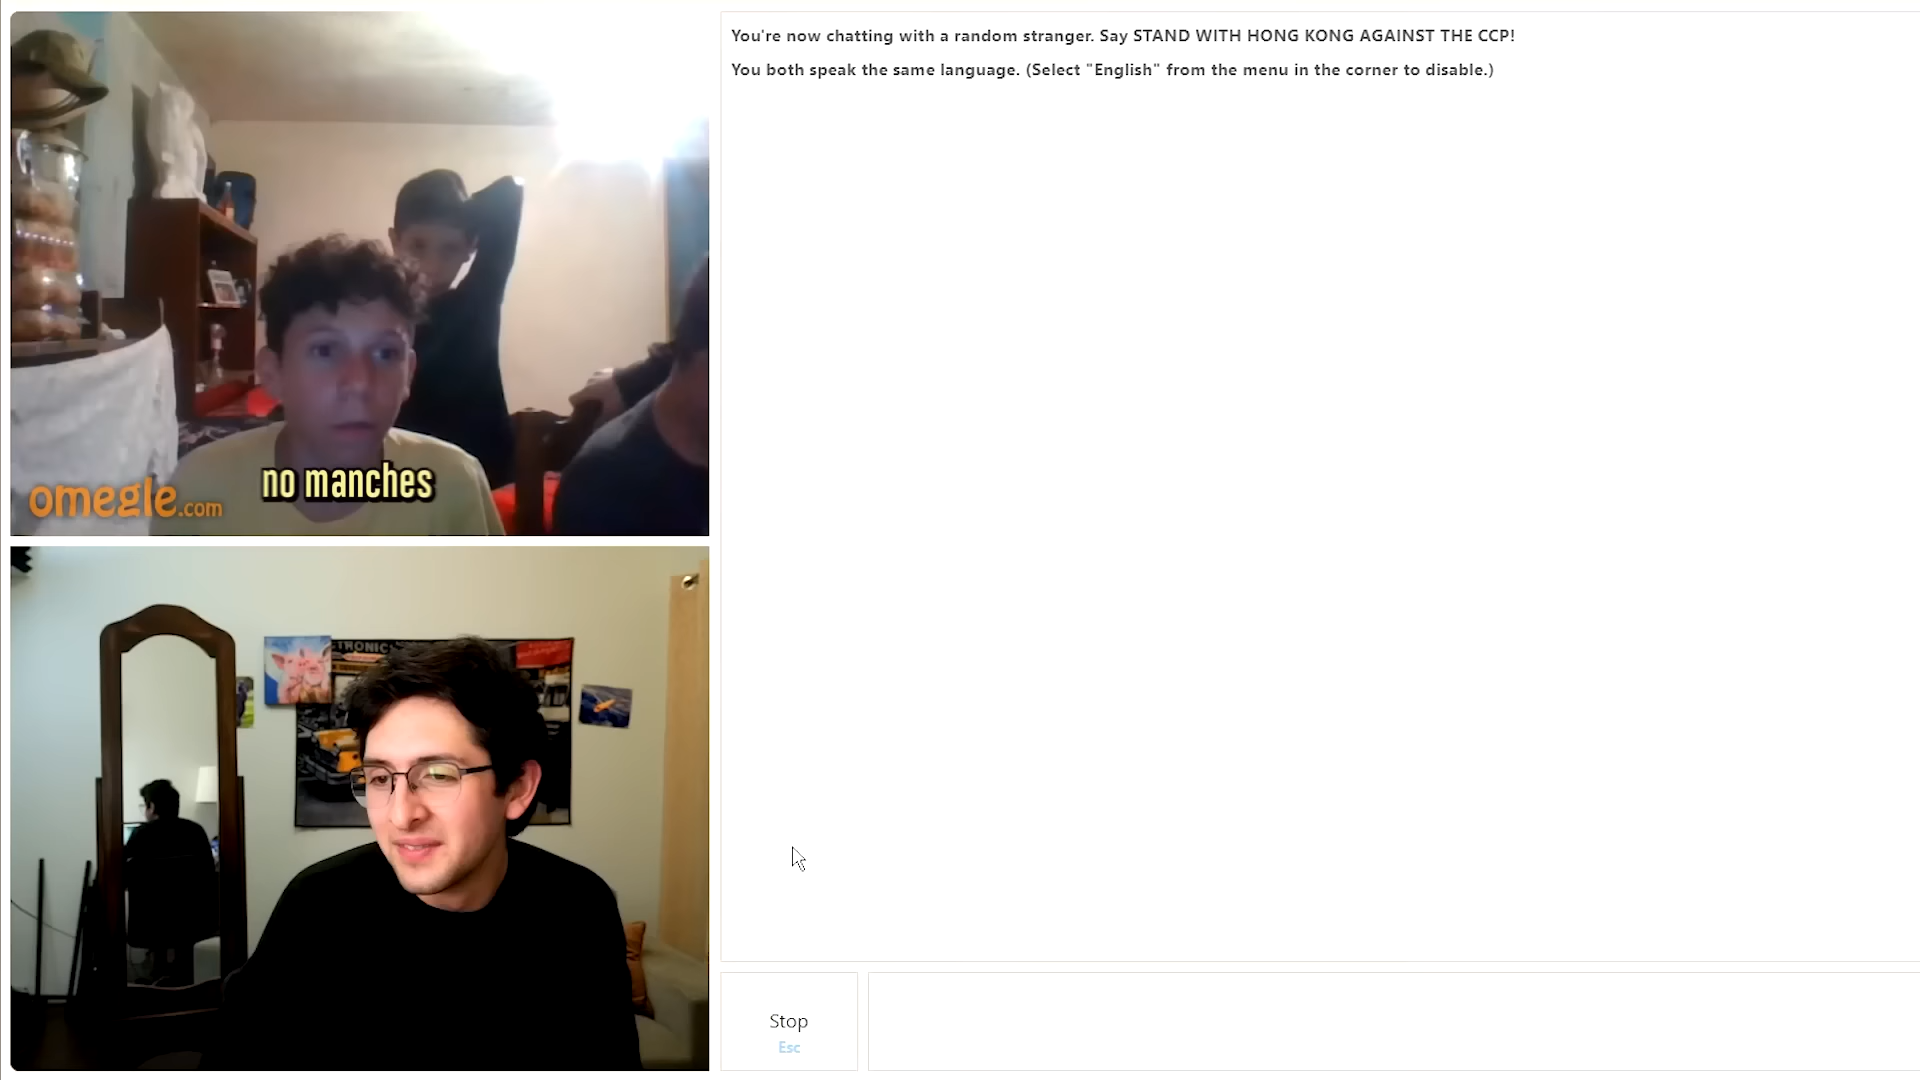 You're now chatting with a random stranger. Say STAND WITH HONG KONG AGAINST THE CCP!
You both speak the same language. (Select "English" from the menu in the corner to disable.)
no manches
omegle.com
TRONIC
Stop
Esc